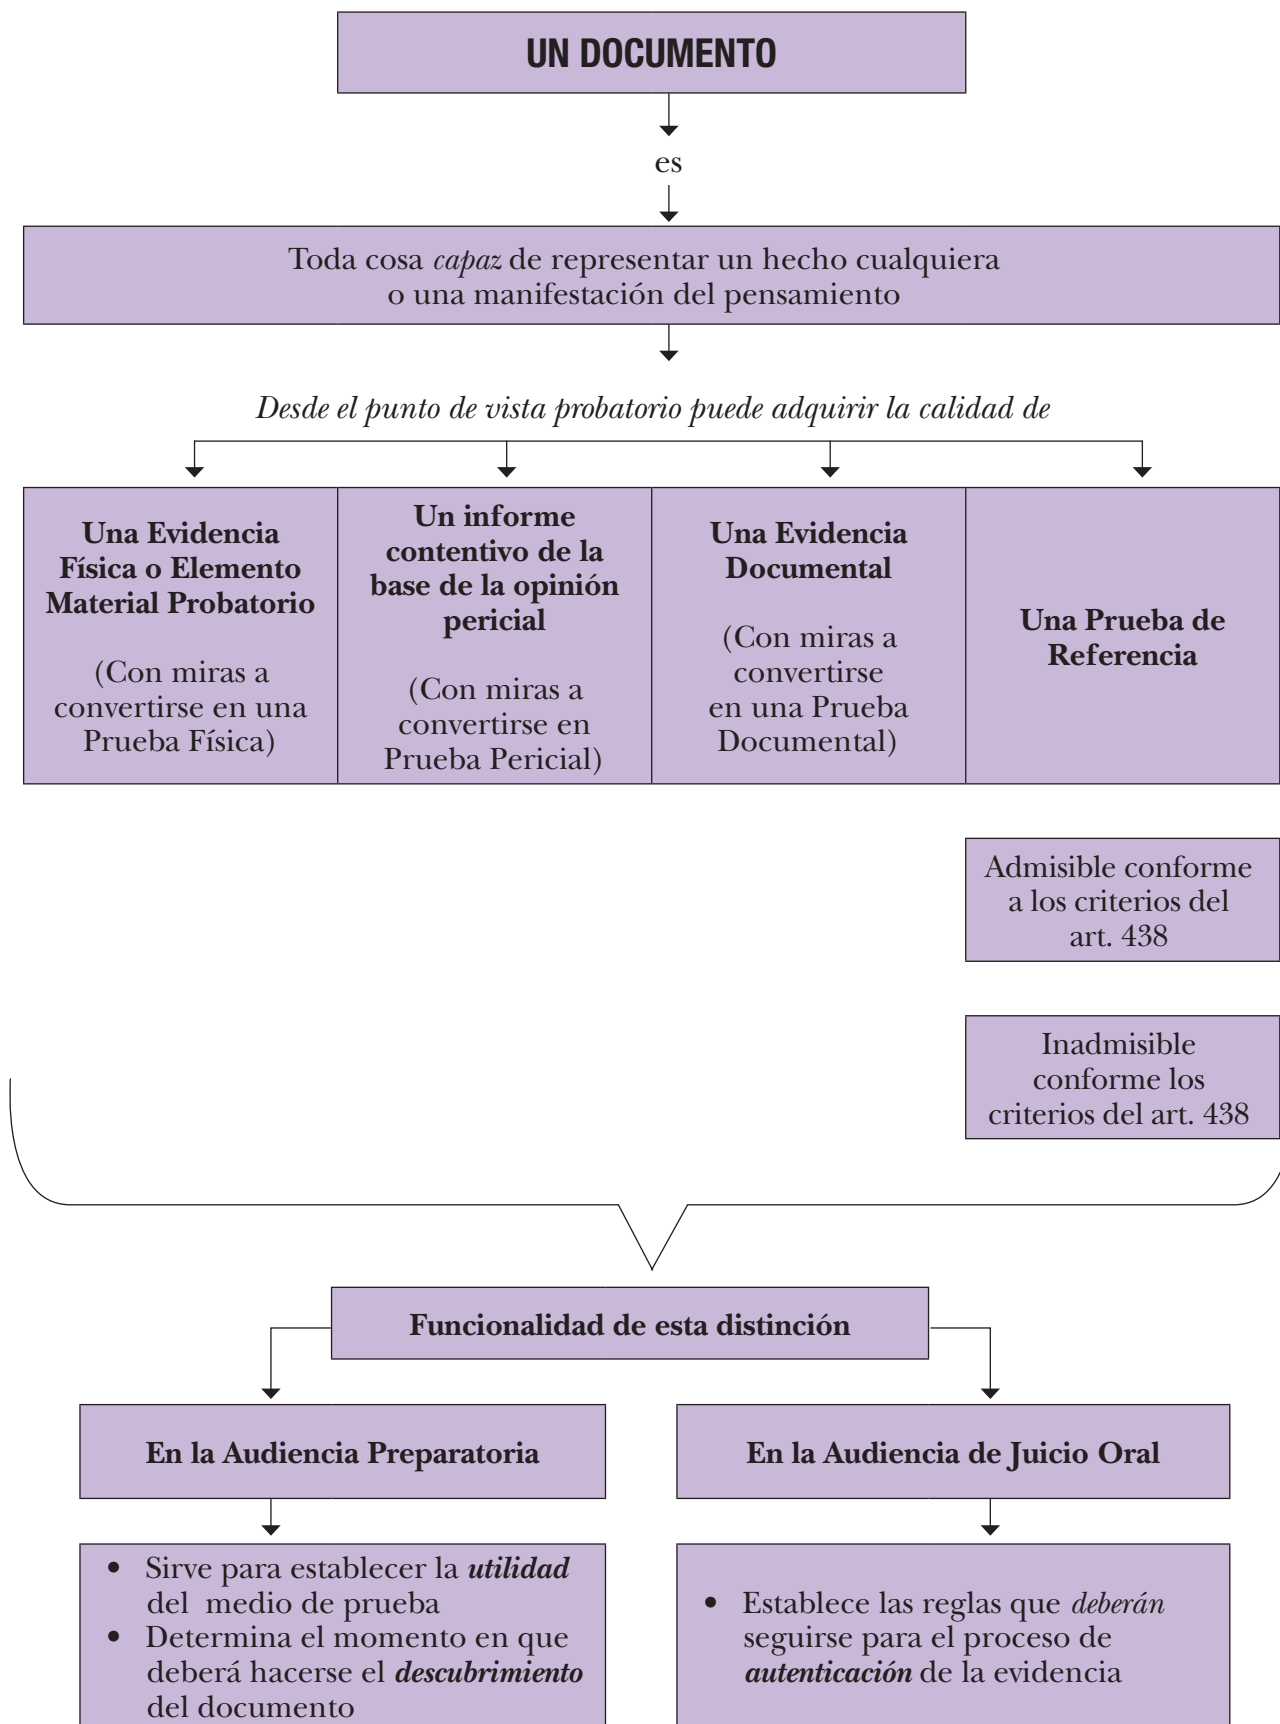 UN DOCUMENTO
es
Toda cosa capaz de representar un hecho cualquiera
o una manifestación del pensamiento
Desde el punto de vista probatorio puede adquirir la calidad de
Una Evidencia
Física o Elemento
Material Probatorio
(Con miras a
convertirse en una
Prueba Física)
Un informe
contentivo de la
base de la opinión
pericial
(Con miras a
convertirse en
Prueba Pericial)
Una Evidencia
Documental
(Con miras a
convertirse
en una Prueba
Documental)
Una Prueba de
Referencia
Admisible conforme
a los criterios del
art. 438
Inadmisible
conforme los
criterios del art. 438
Funcionalidad de esta distinción
En la Audiencia Preparatoria
• Sirve para establecer la utilidad
del medio de prueba
• Determina el momento en que
deberá hacerse el descubrimiento
del documento
En la Audiencia de Juicio Oral
• Establece las reglas que deberán
seguirse para el proceso de
autenticación de la evidencia